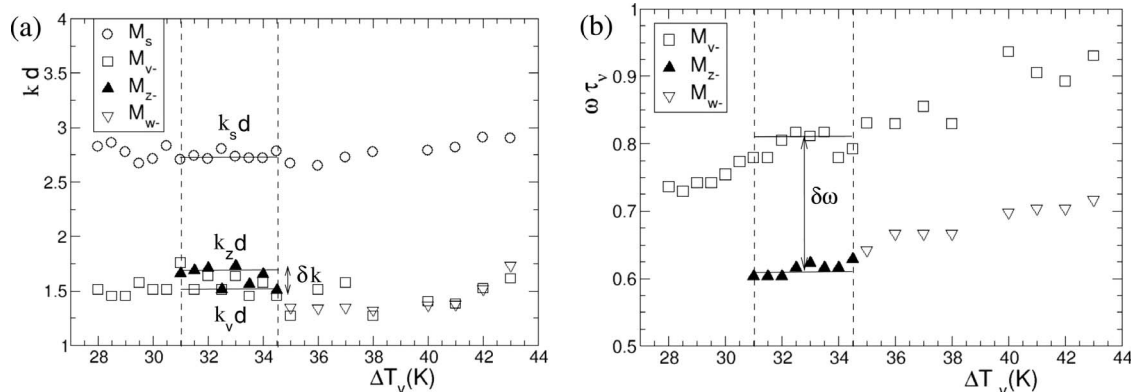 (a)
4
3.5
3
2.5
2
1.5
1
k d
M_s
M_v-
M_z-
M_w-
k_s d
k_z d
δk
k_v d
28 30 32 34 36 38 40 42 44
ΔT_v(K)
(b)
1
0.9
0.8
0.7
0.6
0.5
ω τ_v
M_v-
M_z-
M_w-
δω
28 30 32 34 36 38 40 42 44
ΔT_v(K)